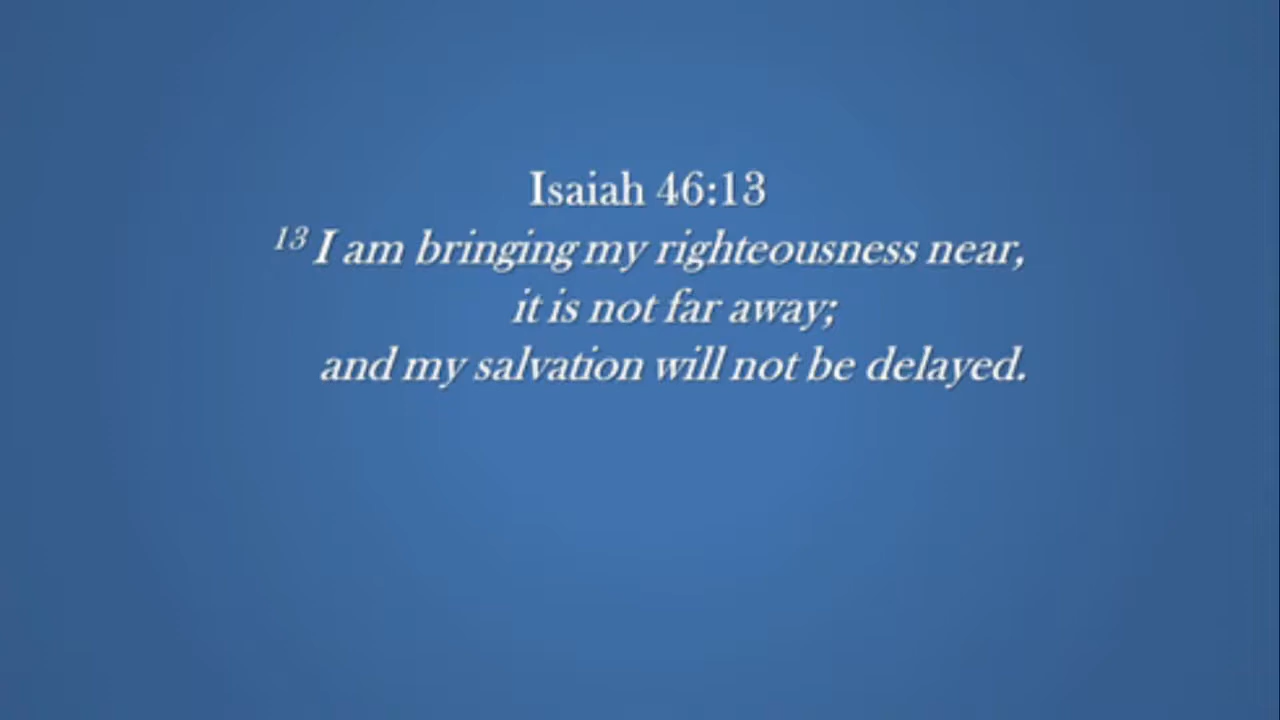 Isaiah 46:13
13 I am bringing my righteousness near,
it is not far away;
and my salvation will not be delayed.